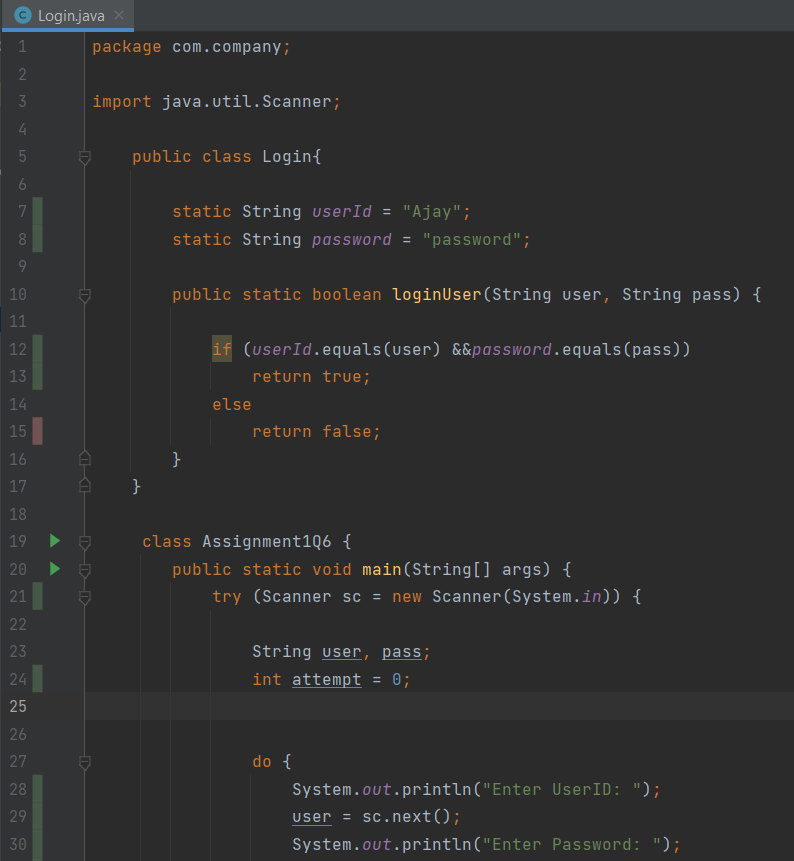 Login.java
1 package com.company;
2
3 import java.util.Scanner;
4
5 public class Login{
6
7 static String userId = "Ajay";
8 static String password = "password";
9
10 public static boolean loginUser(String user, String pass) {
11
12 if (userId.equals(user) &&password.equals(pass))
13 return true;
14 else
15 return false;
16 }
17 }
18
19 class Assignment1Q6 {
20 public static void main(String[] args) {
21 try (Scanner sc = new Scanner(System.in)) {
22
23 String user, pass;
24 int attempt = 0;
25
26
27 do {
28 System.out.println("Enter UserID: ");
29 user = sc.next();
30 System.out.println("Enter Password: ");